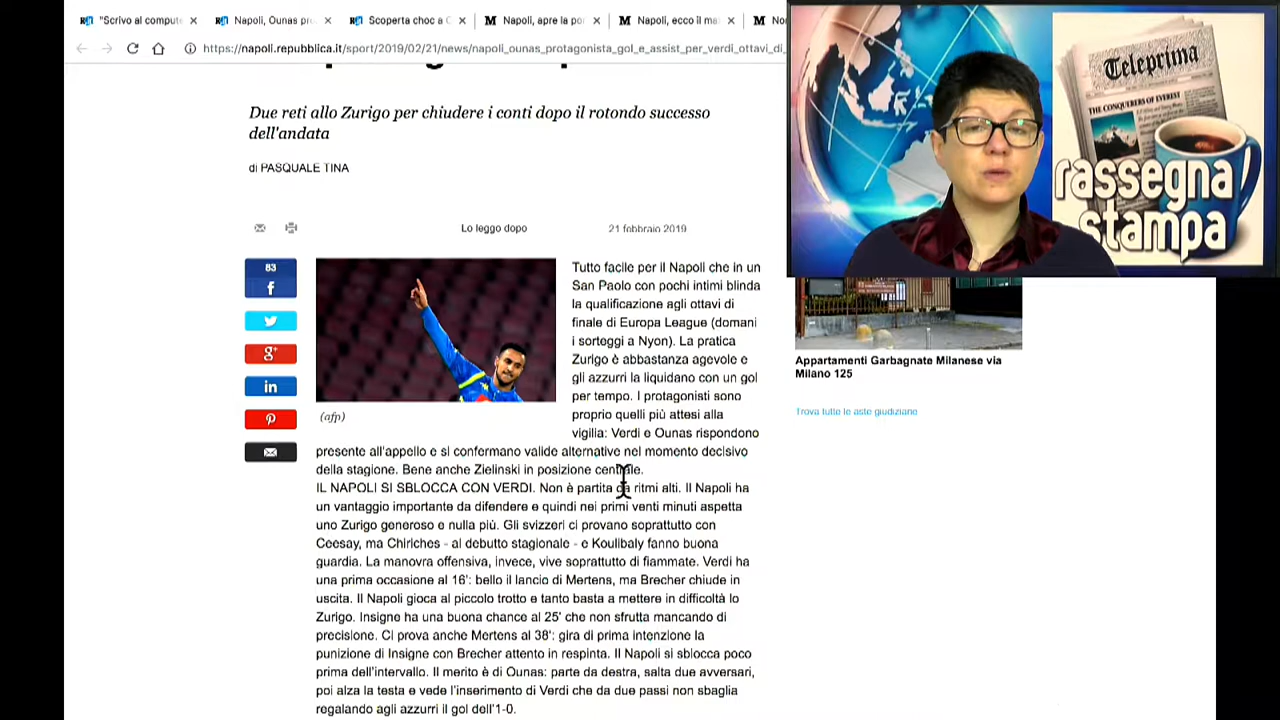 "Scrivo al compute
Napoli, Ounas pr
Scoperta choc a
Napoli, apre la po
Napoli, ecco il ma
https://napoli.repubblica.it/sport/2019/02/21/news/napoli_ounas_protagonista_gol_e_assist_per_verdi_ottavi_di_
Due reti allo Zurigo per chiudere i conti dopo il rotondo successo
dell'andata
di PASQUALE TINA
Lo leggo dopo
21 febbraio 2019
83
Tutto facile per il Napoli che in un
San Paolo con pochi intimi blinda
la qualificazione agli ottavi di
finale di Europa League (domani
i sorteggi a Nyon). La pratica
Zurigo è abbastanza agevole e
gli azzurri la liquidano con un gol
per tempo. I protagonisti sono
proprio quelli più attesi alla
vigilia: Verdi e Ounas rispondono
presente all'appello e si confermano valide alternative nel momento decisivo
della stagione. Bene anche Zielinski in posizione centrale.
IL NAPOLI SI SBLOCCA CON VERDI. Non è partita da ritmi alti. Il Napoli ha
un vantaggio importante da difendere e quindi nei primi venti minuti aspetta
uno Zurigo generoso e nulla più. Gli svizzeri ci provano soprattutto con
Ceesay, ma Chiriches - al debutto stagionale - e Koulibaly fanno buona
guardia. La manovra offensiva, invece, vive soprattutto di fiammate. Verdi ha
una prima occasione al 16': bello il lancio di Mertens, ma Brecher chiude in
uscita. Il Napoli gioca al piccolo trotto e tanto basta a mettere in difficoltà lo
Zurigo. Insigne ha una buona chance al 25' che non sfrutta mancando di
precisione. Ci prova anche Mertens al 38': gira di prima intenzione la
punizione di Insigne con Brecher attento in respinta. Il Napoli si sblocca poco
prima dell'intervallo. Il merito è di Ounas: parte da destra, salta due avversari,
poi alza la testa e vede l'inserimento di Verdi che da due passi non sbaglia
regalando agli azzurri il gol dell'1-0.
(afp)
Teleprima
THE CONQUERORS OF EVEREST
rassegna
stampa
Appartamenti Garbagnate Milanese via
Milano 125
Trova tutte le aste giudiziarie